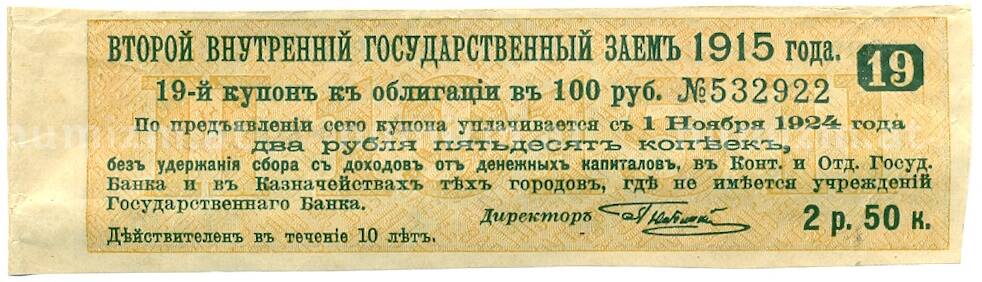 ВТОРОЙ ВНУТРЕННІЙ ГОСУДАРСТВЕННЫЙ ЗАЕМЪ 1915 года.
19
19-й купонъ къ облигаціи въ 100 руб. №532922
По предъявленіи сего купона уплачивается съ 1 Ноября 1924 года
два рубля пятьдесятъ копѣекъ,
безъ удержанія сбора съ доходовъ отъ денежныхъ капиталовъ, въ Конт. и Отд. Госуд.
Банка и въ Казначействахъ тѣхъ городовъ, гдѣ не имѣется учрежденій
Государственнаго Банка.
Директоръ
2 р. 50 к.
Дѣйствителенъ въ теченіе 10 лѣтъ.